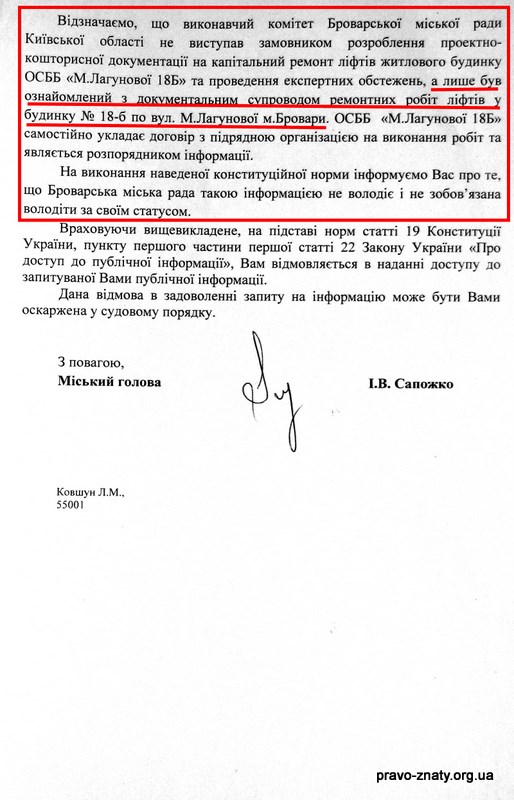 Відзначаємо, що виконавчий комітет Броварської міської ради
Київської області не виступав замовником розроблення проектно-
кошторисної документації на капітальний ремонт ліфтів житлового будинку
ОСББ «М.Лагунової 18Б» та проведення експертних обстежень, а лише був
ознайомлений з документальним супроводом ремонтних робіт ліфтів у
будинку № 18-б по вул. М.Лагунової м.Бровари. ОСББ «М.Лагунової 18Б»
самостійно укладає договір з підрядною організацією на виконання робіт та
являється розпорядником інформації.
На виконання наведеної конституційної норми інформуємо Вас про те,
що Броварська міська рада такою інформацією не володіє і не зобов’язана
володіти за своїм статусом.
Враховуючи вищевикладене, на підставі норм статті 19 Конституції
України, пункту першого частини першої статті 22 Закону України «Про
доступ до публічної інформації», Вам відмовляється в наданні доступу до
запитуваної Вами публічної інформації.
Дана відмова в задоволенні запиту на інформацію може бути Вами
оскаржена у судовому порядку.
З повагою,
Міський голова І.В. Сапожко
Ковшун Л.М.,
55001
pravo-znaty.org.ua